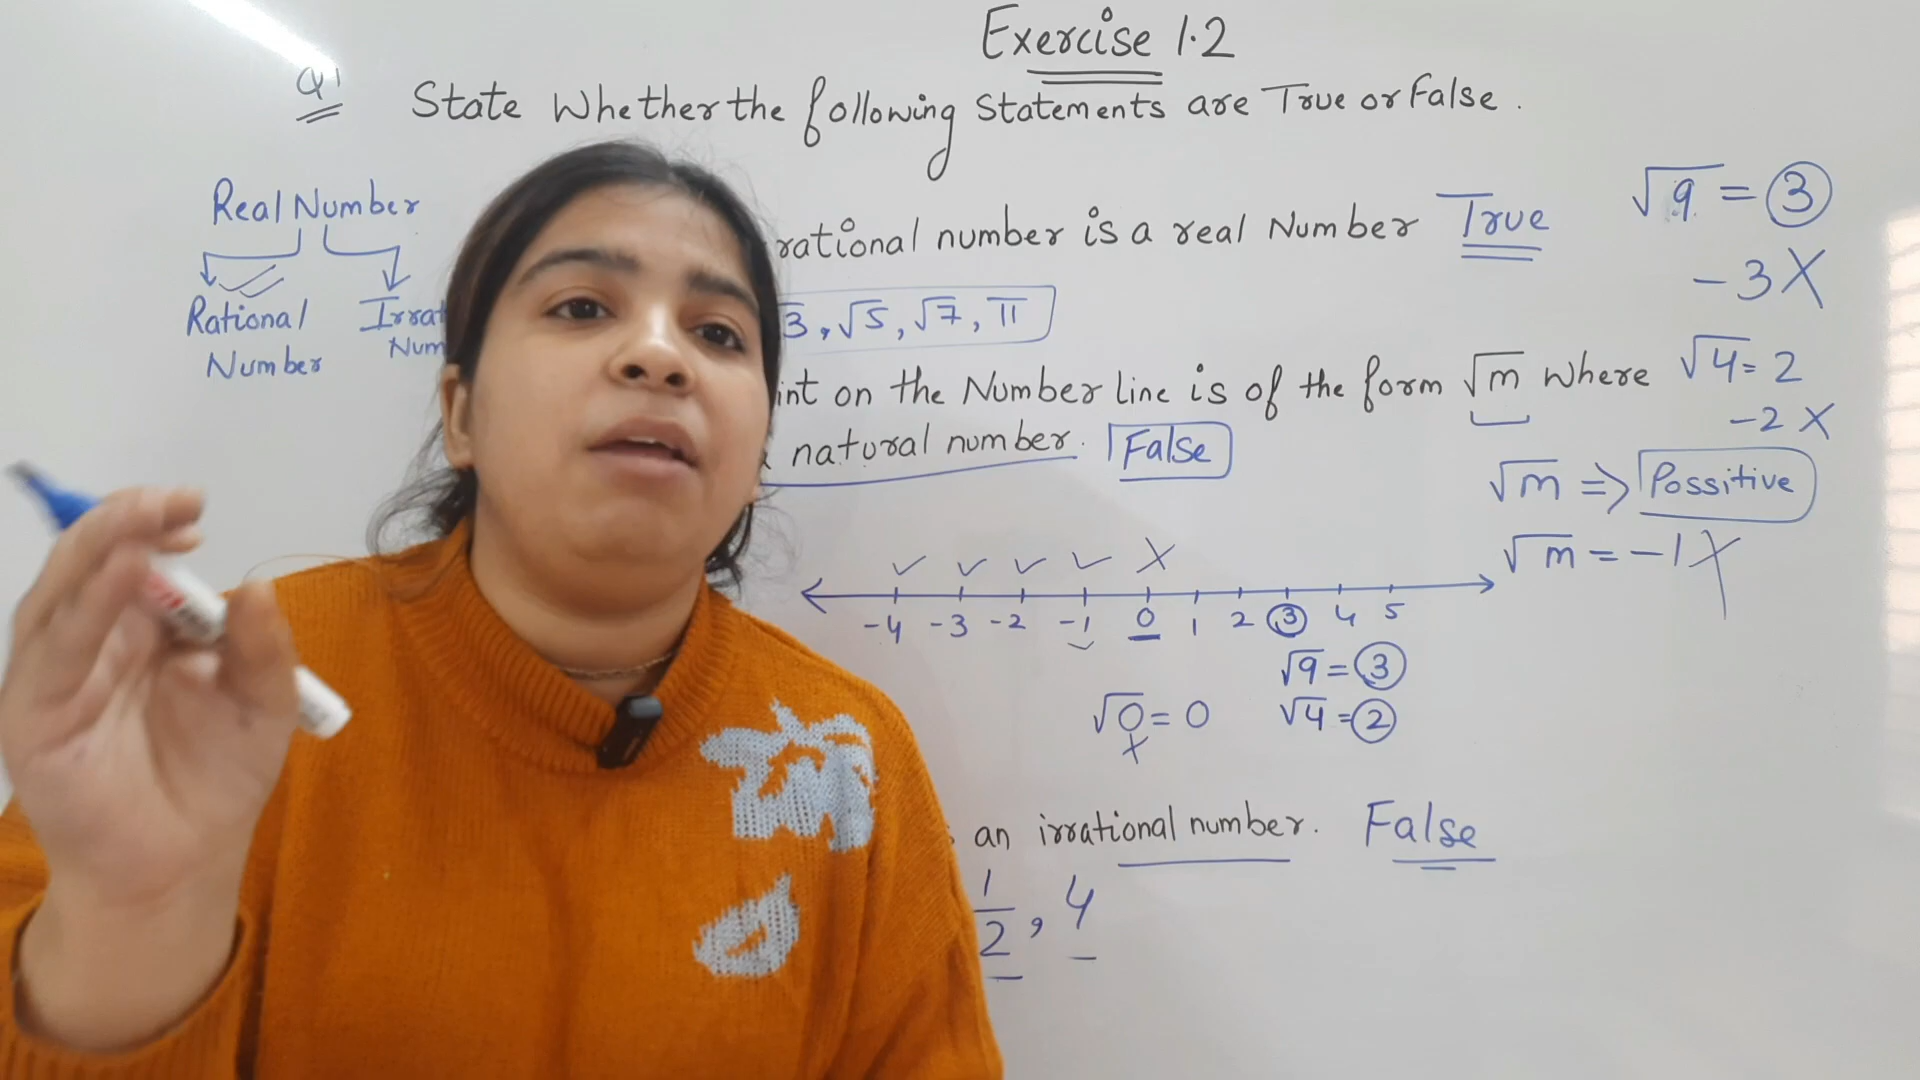 Exercise 1.2
Q1 State Whether the following Statements are True or False.
Real Number
Rational Number
Num
rational number is a real Number True
3, √5, √7, π
on the Number line is of the form √m where
natural number. False
√9 = 3
-3 X
√4 = 2
-2 X
√m => Possitive
√m = -1 X
✓ ✓ ✓ ✓ X
-4 -3 -2 -1 0 1 2 3 4 5
√9 = 3
√0 = 0 √4 = 2
X
an irrational number. False
1/2, 4